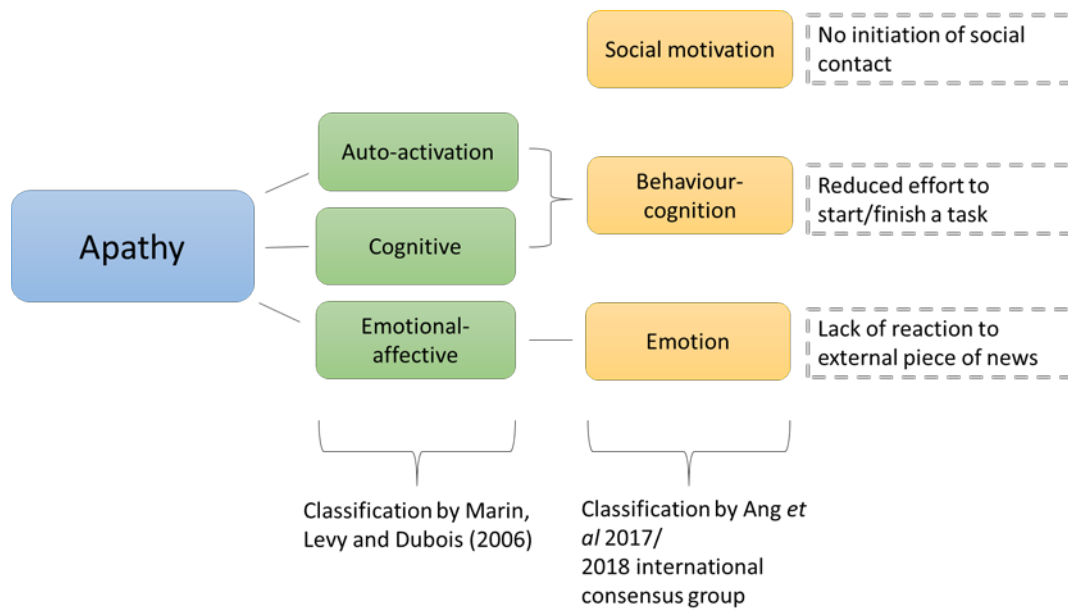 Social motivation
No initiation of social
contact
Auto-activation
Behaviour-
cognition
Reduced effort to
start/finish a task
Apathy
Cognitive
Emotional-
affective
Emotion
Lack of reaction to
external piece of news
Classification by Marin,
Levy and Dubois (2006)
Classification by Ang et
al 2017/
2018 international
consensus group